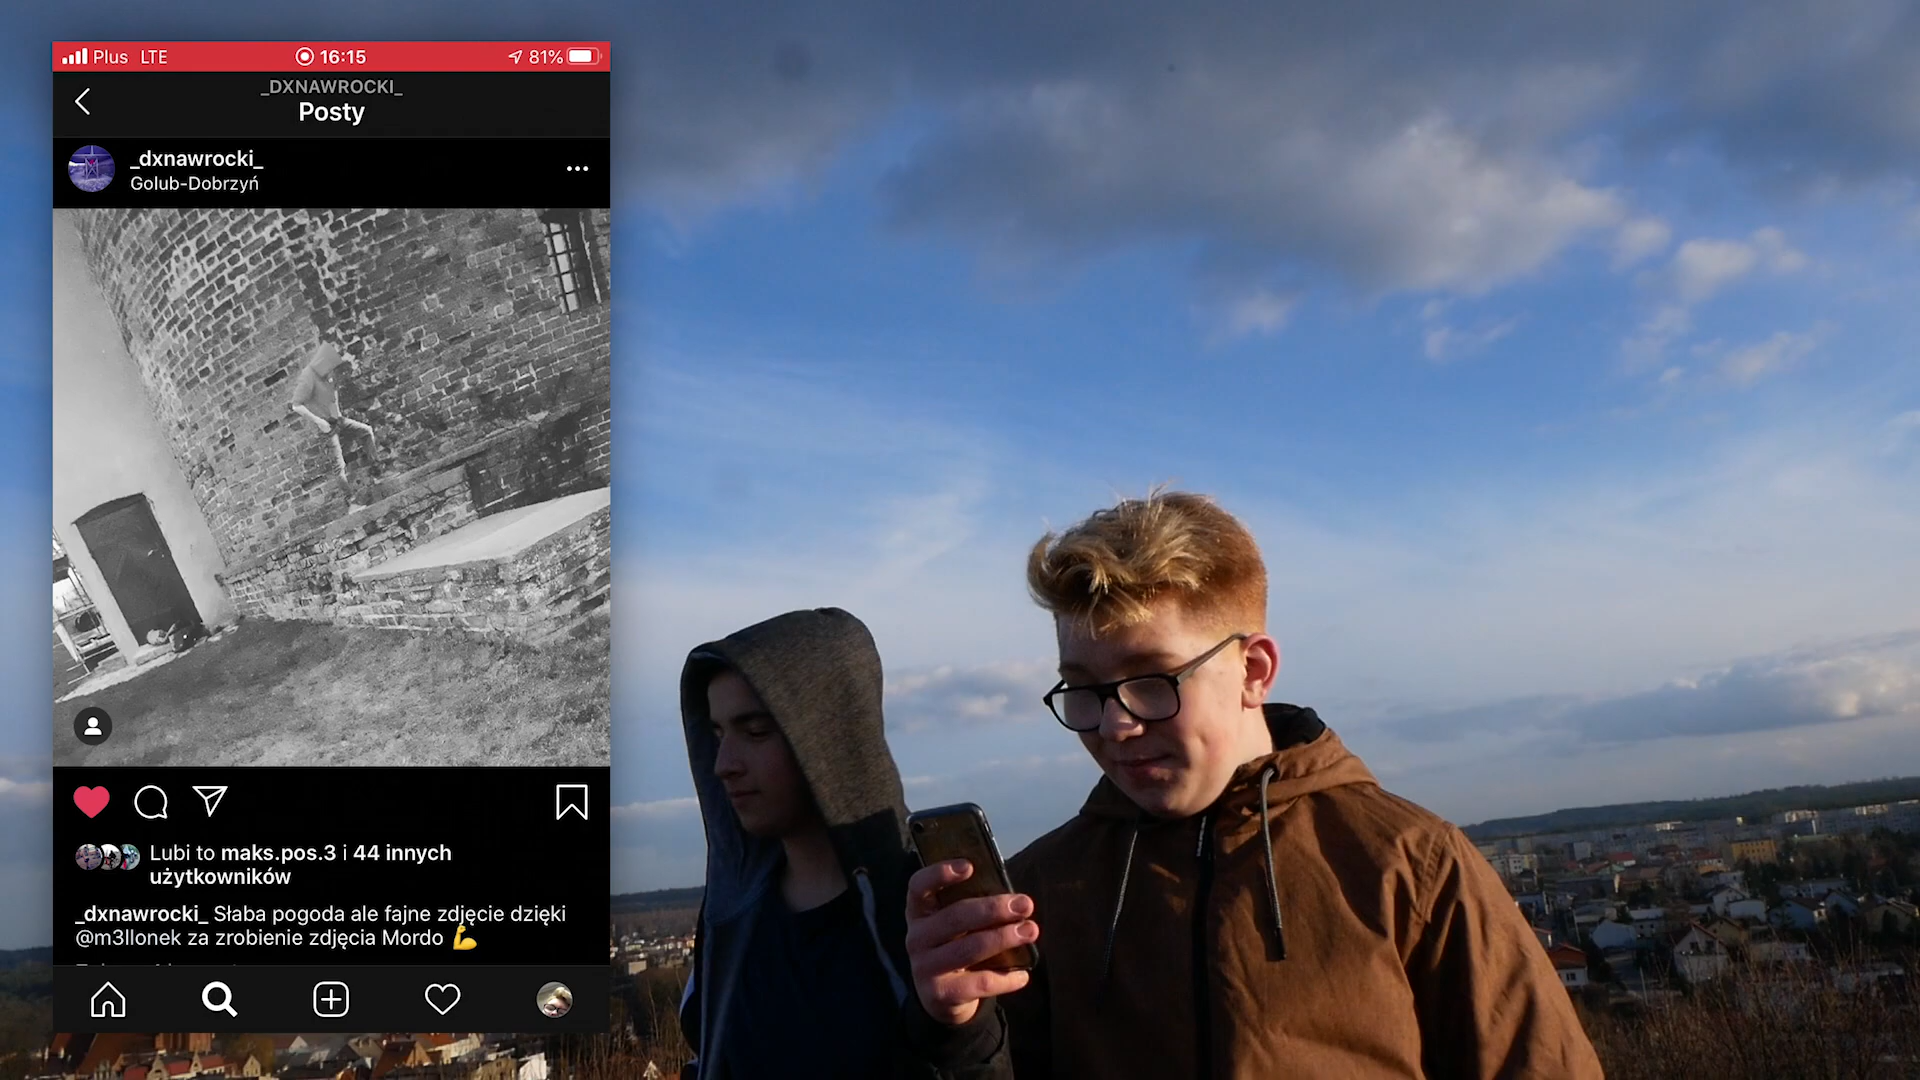 Plus LTE 16:15 81%
_DXNAWROCKI_
Posty
_dxnawrocki_
Golub-Dobrzyń
Lubi to maks.pos.3 i 44 innych
użytkowników
_dxnawrocki_ Słaba pogoda ale fajne zdjęcie dzięki
@m3llonek za zrobienie zdjęcia Mordo 💪